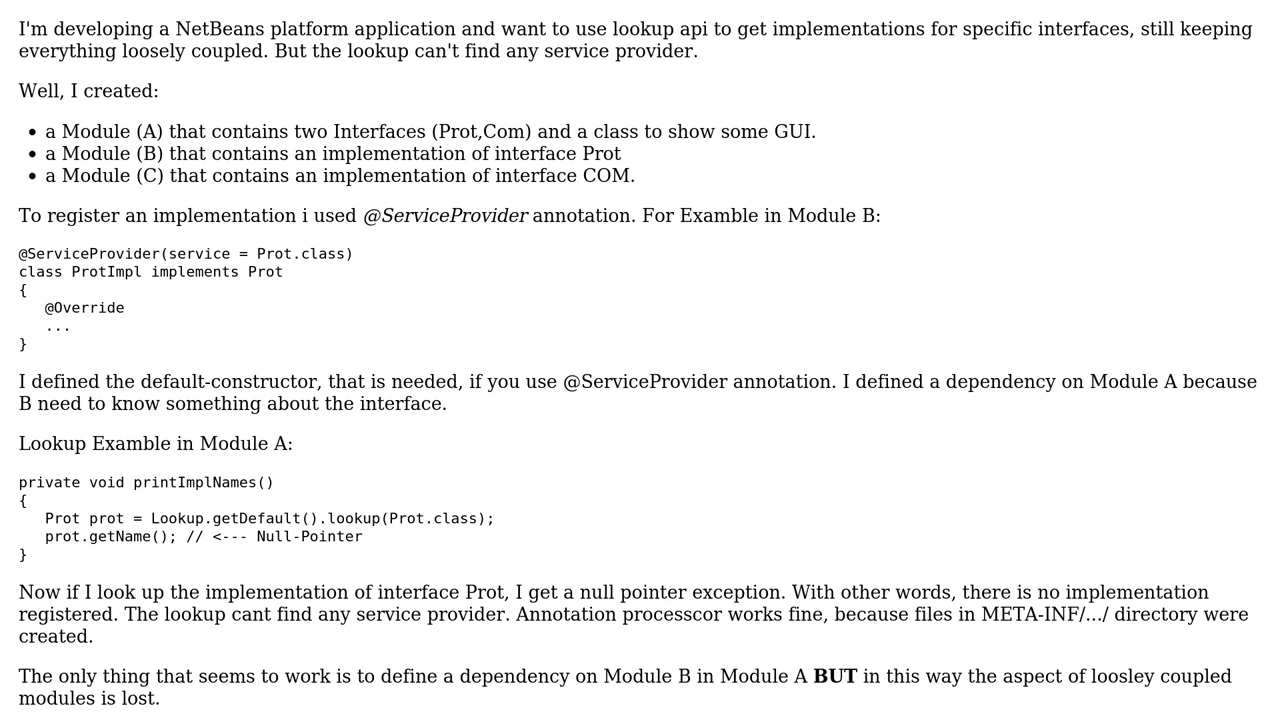 I'm developing a NetBeans platform application and want to use lookup api to get implementations for specific interfaces, still keeping
everything loosely coupled. But the lookup can't find any service provider.
Well, I created:
• a Module (A) that contains two Interfaces (Prot,Com) and a class to show some GUI.
• a Module (B) that contains an implementation of interface Prot
• a Module (C) that contains an implementation of interface COM.
To register an implementation i used @ServiceProvider annotation. For Examble in Module B:
@ServiceProvider(service = Prot.class)
class ProtImpl implements Prot
{
   @Override
   ...
}
I defined the default-constructor, that is needed, if you use @ServiceProvider annotation. I defined a dependency on Module A because
B need to know something about the interface.
Lookup Examble in Module A:
private void printImplNames()
{
   Prot prot = Lookup.getDefault().lookup(Prot.class);
   prot.getName(); // <--- Null-Pointer
}
Now if I look up the implementation of interface Prot, I get a null pointer exception. With other words, there is no implementation
registered. The lookup cant find any service provider. Annotation processcor works fine, because files in META-INF/.../ directory were
created.
The only thing that seems to work is to define a dependency on Module B in Module A BUT in this way the aspect of loosley coupled
modules is lost.